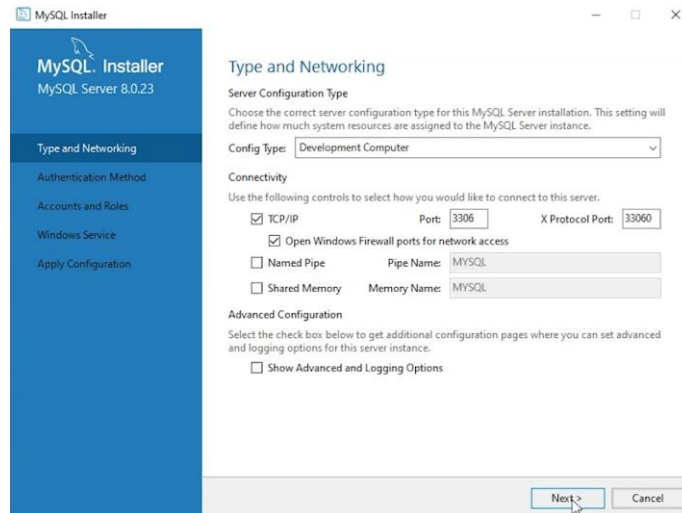 MySQL Installer
MySQL. Installer
MySQL Server 8.0.23
Type and Networking
Authentication Method
Accounts and Roles
Windows Service
Apply Configuration
Type and Networking
Server Configuration Type
Choose the correct server configuration type for this MySQL Server installation. This setting will
define how much system resources are assigned to the MySQL Server instance.
Config Type: Development Computer
Connectivity
Use the following controls to select how you would like to connect to this server.
TCP/IP Port: 3306 X Protocol Port: 33060
Open Windows Firewall ports for network access
Named Pipe Pipe Name: MYSQL
Shared Memory Memory Name: MYSQL
Advanced Configuration
Select the check box below to get additional configuration pages where you can set advanced
and logging options for this server instance.
Show Advanced and Logging Options
Next > Cancel